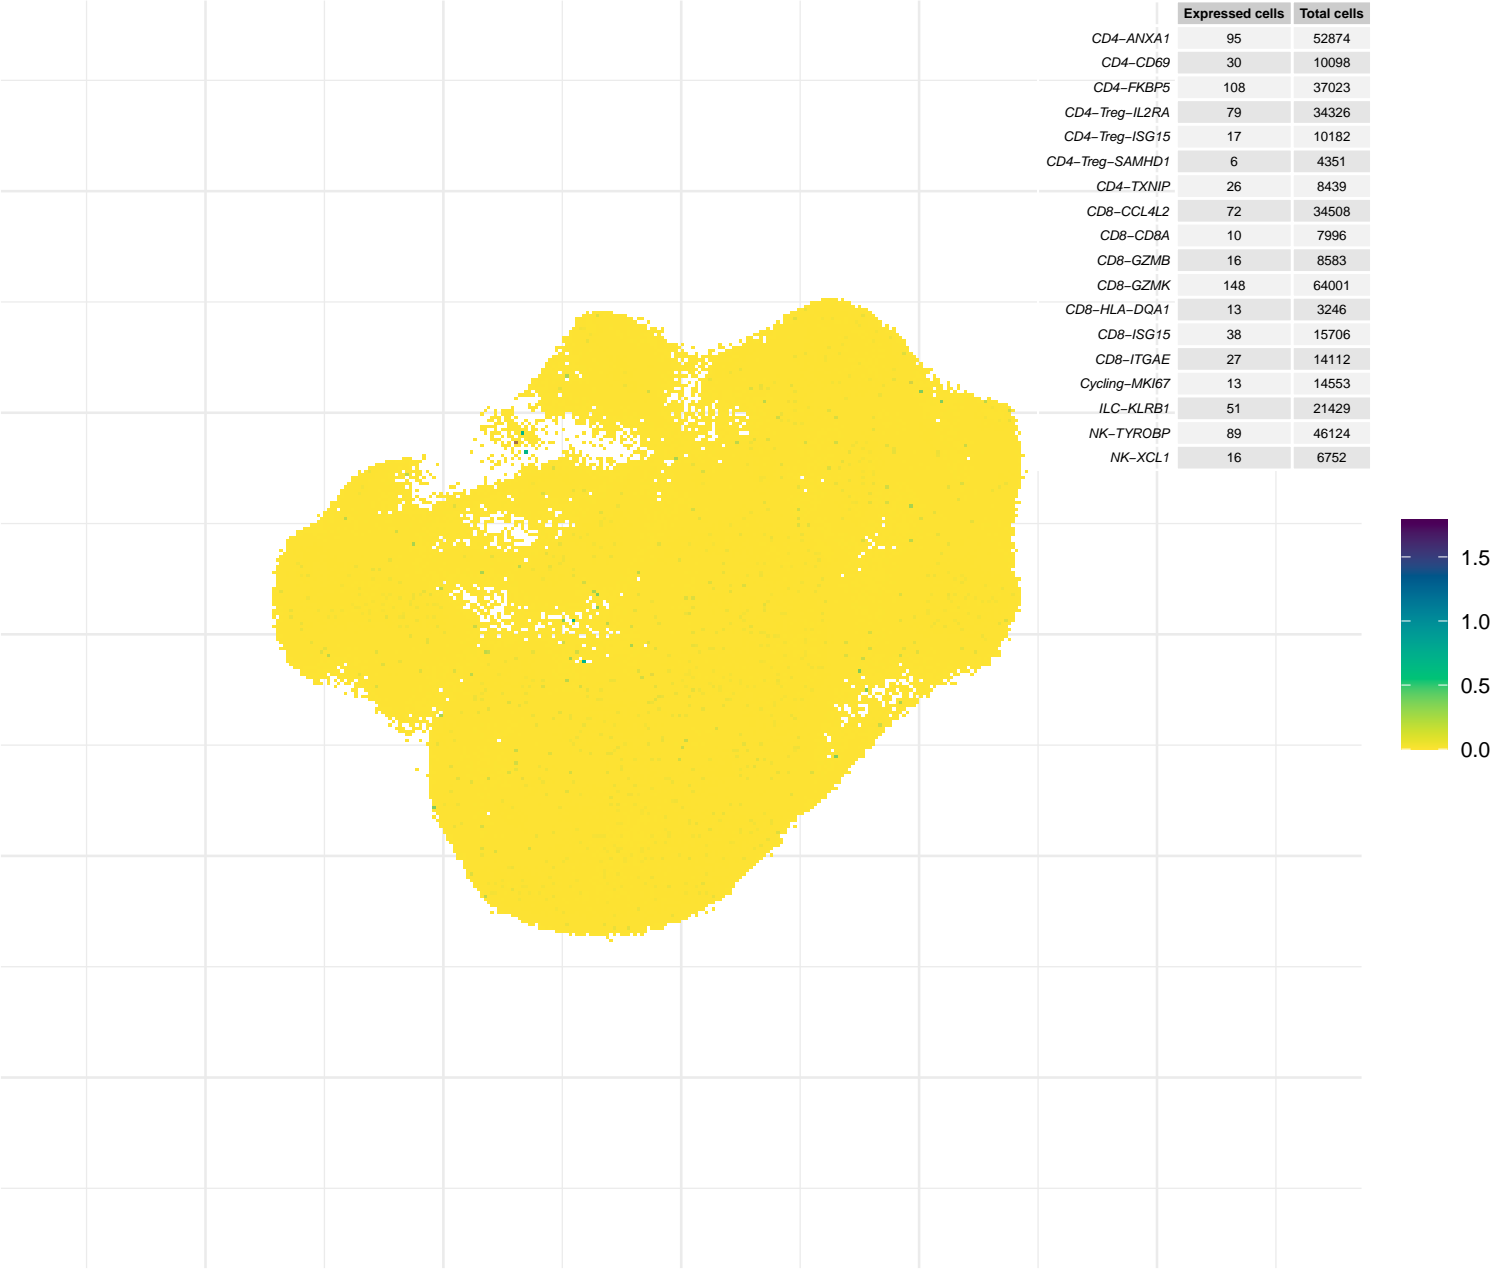 Expressed cells Total cells
CD4−ANXA1 95 52874
CD4−CD69 30 10098
CD4−FKBP5 108 37023
CD4−Treg−IL2RA 79 34326
CD4−Treg−ISG15 17 10182
CD4−Treg−SAMHD1 6 4351
CD4−TXNIP 26 8439
CD8−CCL4L2 72 34508
CD8−CD8A 10 7996
CD8−GZMB 16 8583
CD8−GZMK 148 64001
CD8−HLA−DQA1 13 3246
CD8−ISG15 38 15706
CD8−ITGAE 27 14112
Cycling−MKI67 13 14553
ILC−KLRB1 51 21429
NK−TYROBP 89 46124
NK−XCL1 16 6752
1.5
1.0
0.5
0.0